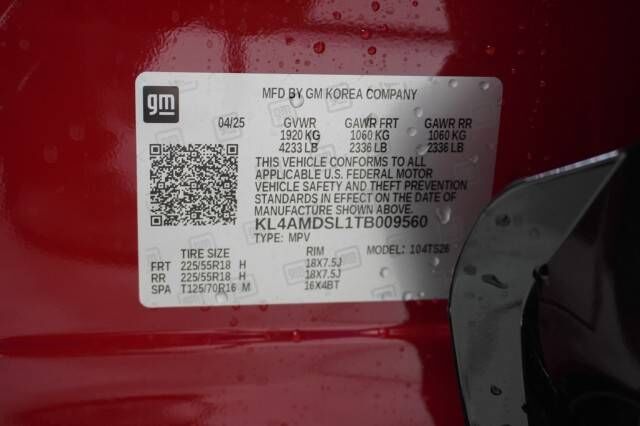 gm
MFD BY GM KOREA COMPANY
04/25 GVWR GAWR FRT GAWR RR
1920 KG 1060 KG 1060 KG
4233 LB 2336 LB 2336 LB
THIS VEHICLE CONFORMS TO ALL
APPLICABLE U.S. FEDERAL MOTOR
VEHICLE SAFETY AND THEFT PREVENTION
STANDARDS IN EFFECT ON THE DATE OF
MANUFACTURE SHOWN ABOVE.
KL4AMDSL1TB009560
TYPE: MPV MODEL: 104TS26
TIRE SIZE RIM
FRT 225/55R18 H 18X7.5J
RR 225/55R18 H 18X7.5J
SPA T125/70R16 M 16X4BT